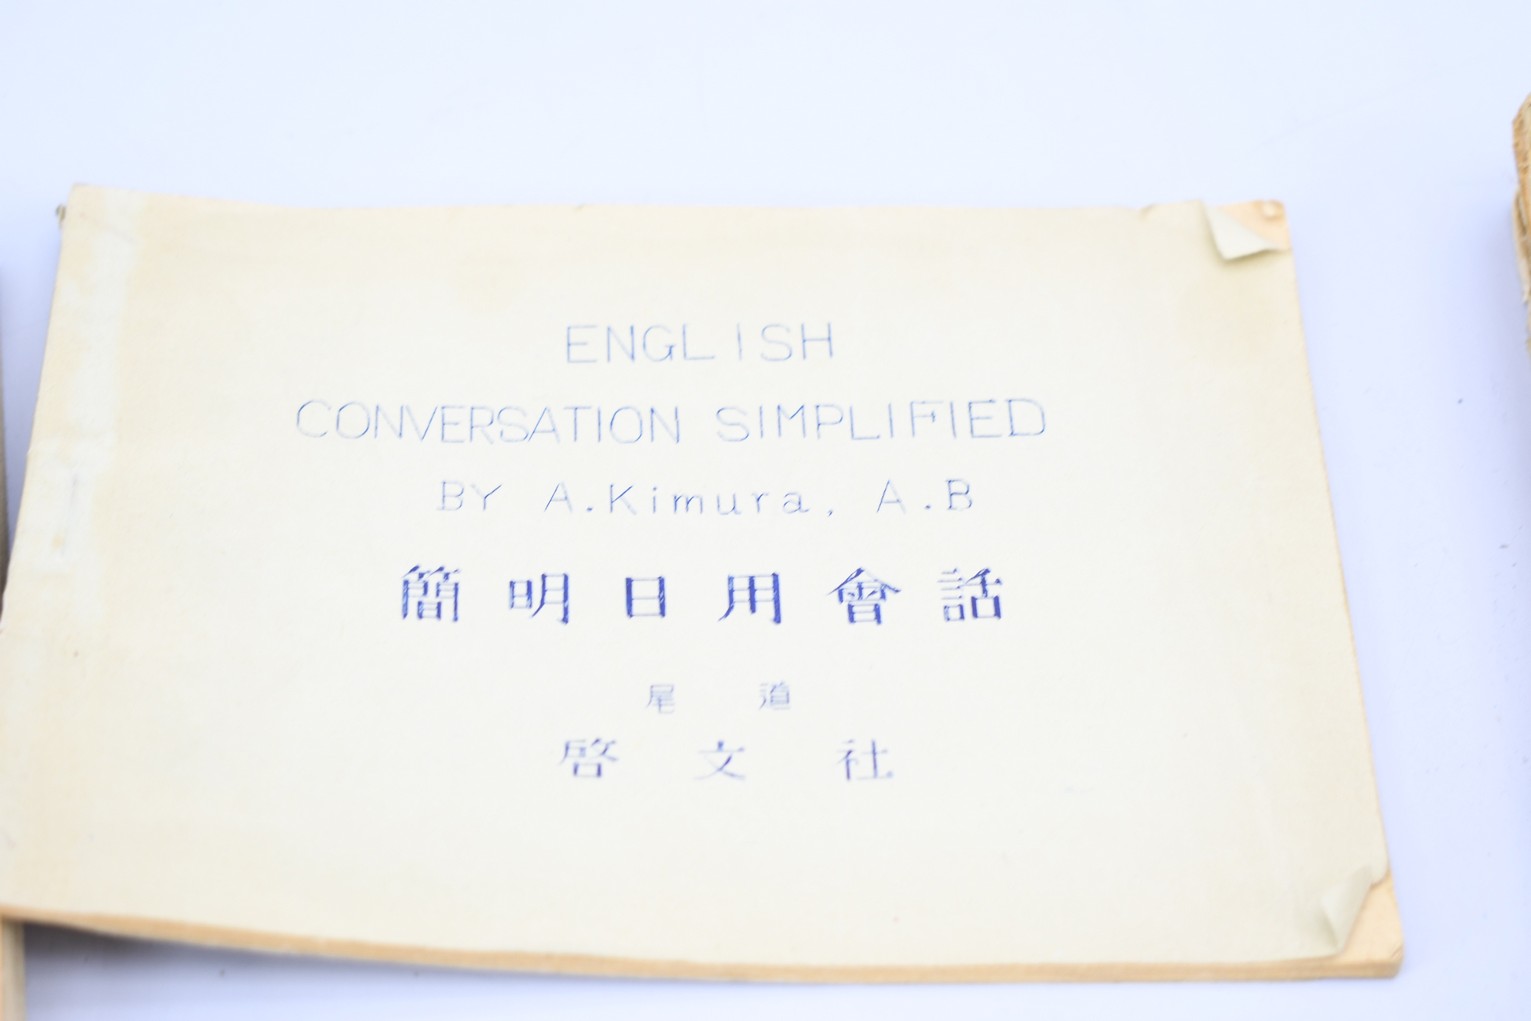 ENGLISH
CONVERSATION SIMPLIFIED
BY A.Kimura, A.B
簡明日用會話
尾道
啓文社